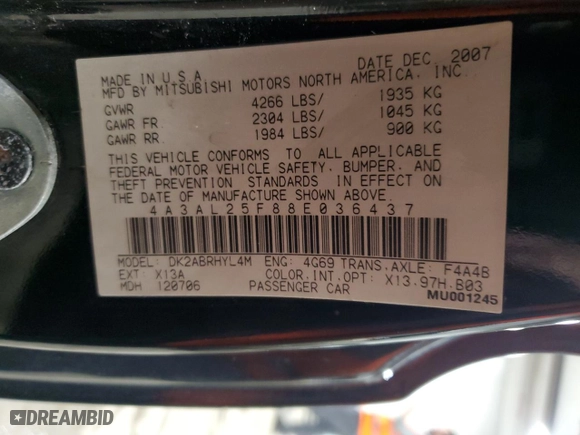 MADE IN U.S.A. DATE DEC 2007
MFD BY MITSUBISHI MOTORS NORTH AMERICA, INC.
GVWR 4266 LBS/ 1935 KG
GAWR FR. 2304 LBS/ 1045 KG
GAWR RR. 1984 LBS/ 900 KG
THIS VEHICLE CONFORMS TO ALL APPLICABLE
FEDERAL MOTOR VEHICLE SAFETY, BUMPER, AND
THEFT PREVENTION STANDARDS IN EFFECT ON
THE DATE OF MANUFACTURE SHOWN ABOVE.
4A3AL25F88E036437
MODEL: DK2ABRHYL4M ENG: 4G69 TRANS.AXLE: F4A4B
EXT: X13A COLOR.INT.OPT: X13.97H.B03
MDH 120706 PASSENGER CAR MU001245
DREAMBID